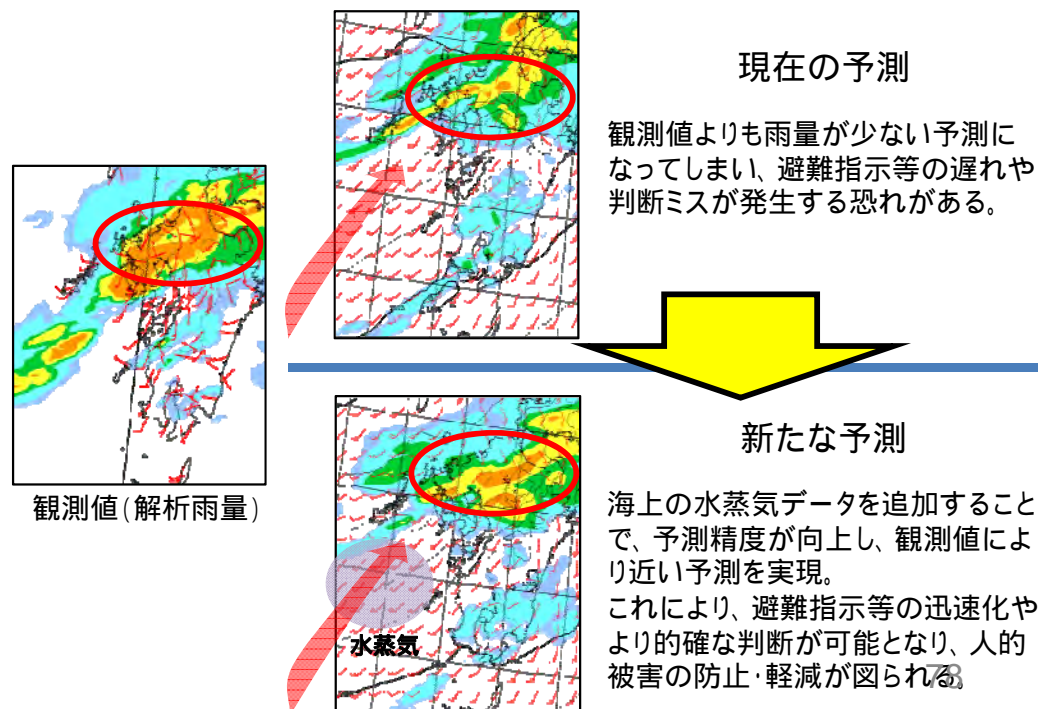 現在の予測
観測値よりも雨量が少ない予測に
なってしまい、避難指示等の遅れや
判断ミスが発生する恐れがある。
観測値(解析雨量)
新たな予測
海上の水蒸気データを追加すること
で、予測精度が向上し、観測値によ
り近い予測を実現。
これにより、避難指示等の迅速化や
より的確な判断が可能となり、人的
被害の防止・軽減が図られる。
水蒸気
78